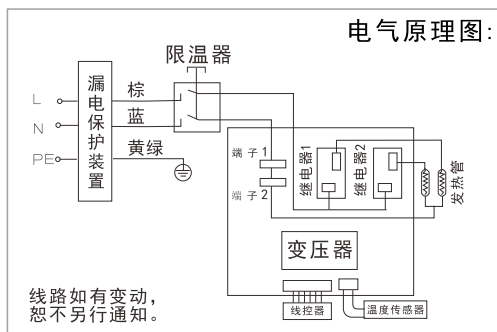 电气原理图:
限温器
L
N
PE
漏电保护装置
棕
蓝
黄绿
端子1
端子2
继电器1
继电器2
发热管
变压器
线控器
温度传感器
线路如有变动，
恕不另行通知。